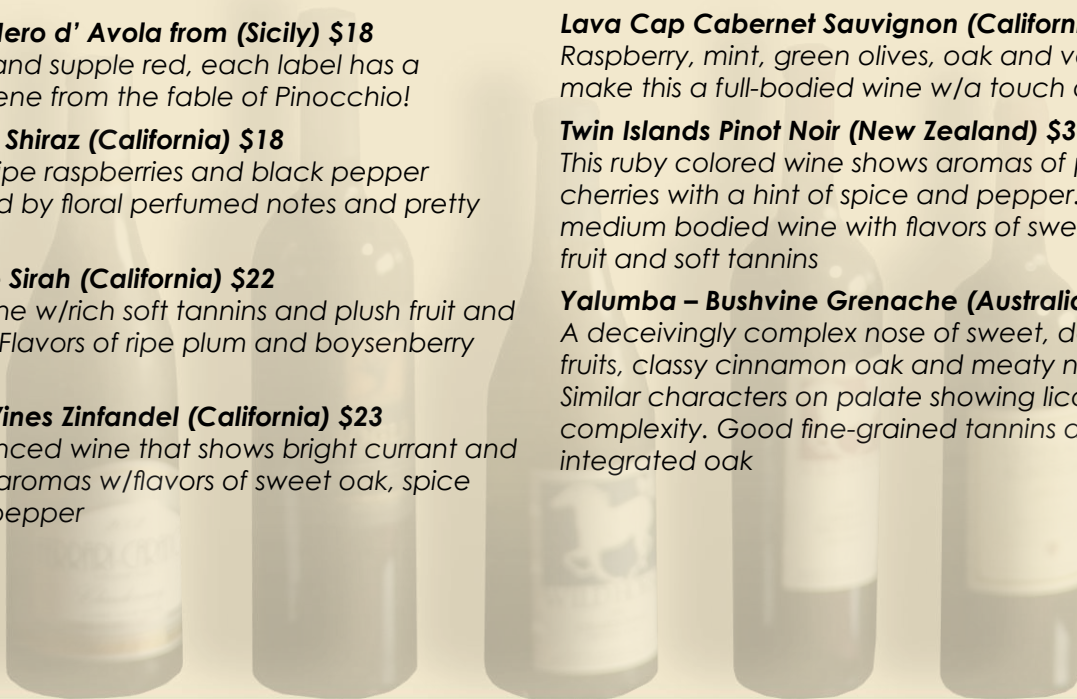 Nero d' Avola from (Sicily) $18
and supple red, each label has a
ene from the fable of Pinocchio!
Shiraz (California) $18
ipe raspberries and black pepper
d by floral perfumed notes and pretty
Sirah (California) $22
ne w/rich soft tannins and plush fruit and
Flavors of ripe plum and boysenberry
Vines Zinfandel (California) $23
nced wine that shows bright currant and
aromas w/flavors of sweet oak, spice
pepper
Lava Cap Cabernet Sauvignon (Californi
Raspberry, mint, green olives, oak and v
make this a full-bodied wine w/a touch
Twin Islands Pinot Noir (New Zealand) $3
This ruby colored wine shows aromas of p
cherries with a hint of spice and pepper.
medium bodied wine with flavors of swe
fruit and soft tannins
Yalumba – Bushvine Grenache (Australia
A deceivingly complex nose of sweet, d
fruits, classy cinnamon oak and meaty n
Similar characters on palate showing lico
complexity. Good fine-grained tannins a
integrated oak